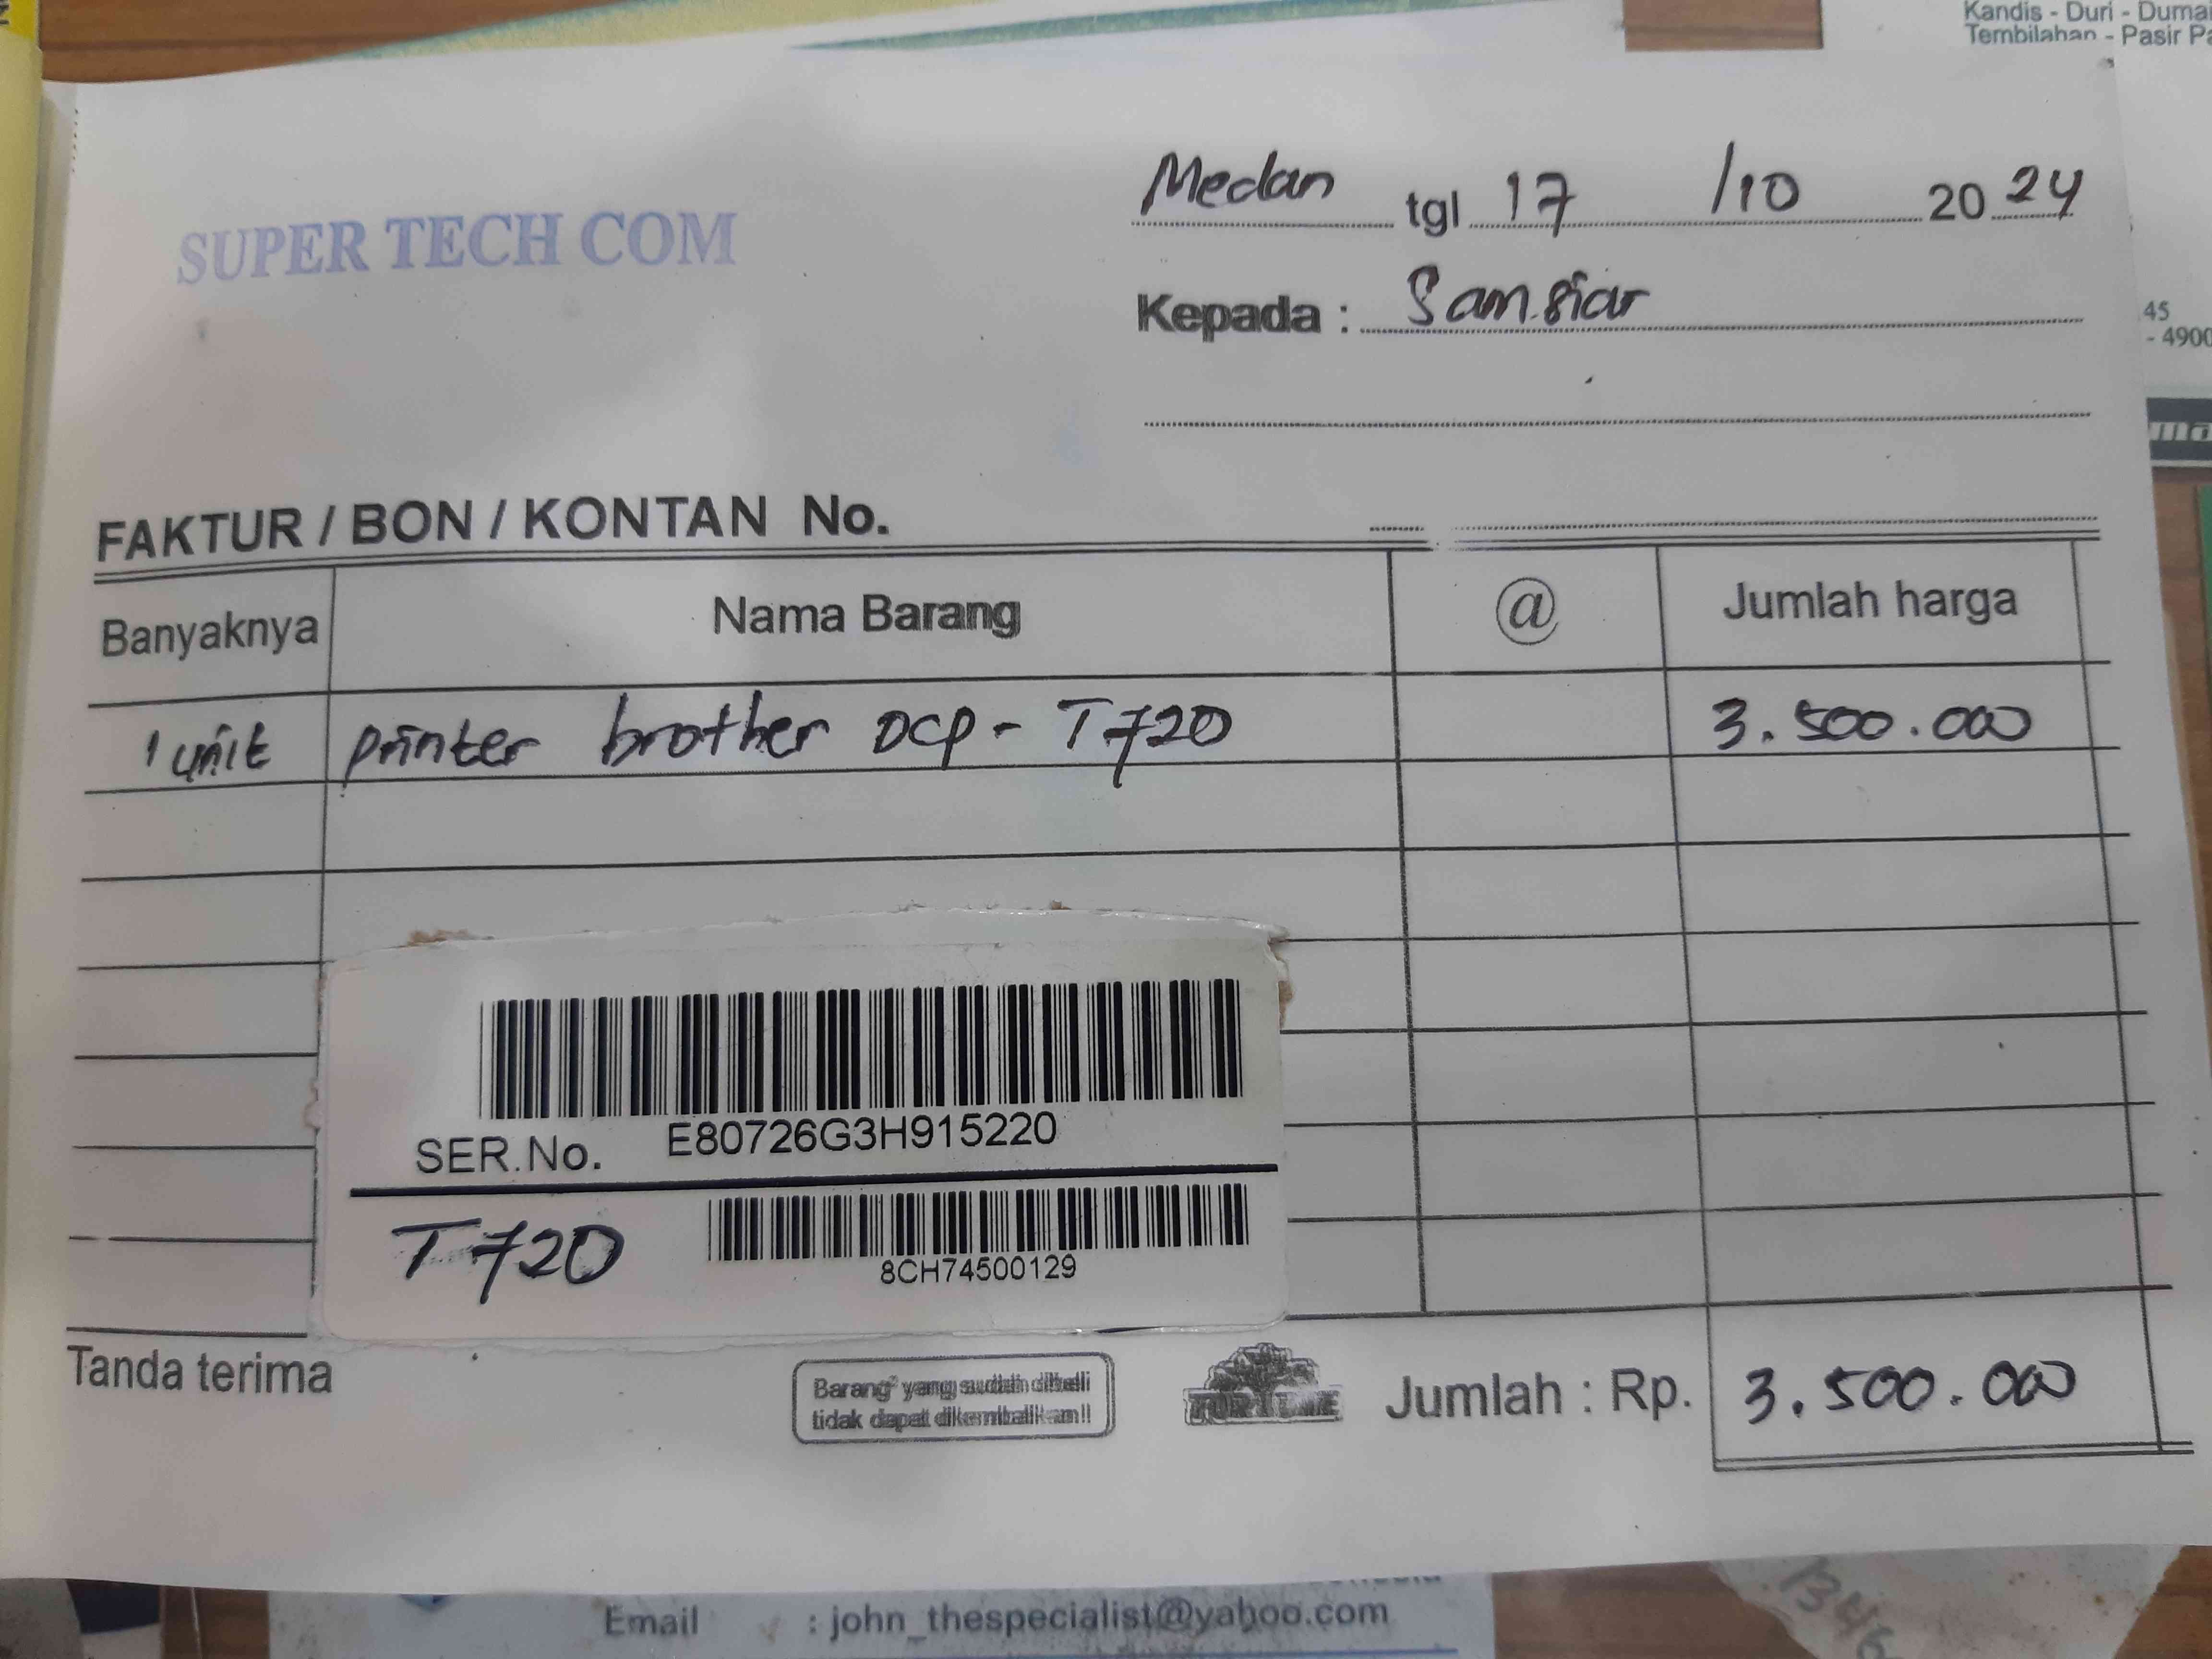 Kandis - Duri - Dumai
Tembilahan - Pasir
45
- 4900
SUPER TECH COM
Medan tgl 17 /10 2024
Kepada : Samsiar
FAKTUR / BON / KONTAN No.
Banyaknya Nama Barang @ Jumlah harga
1 unit printer brother DCP - T720 3.500.000
SER.No. E80726G3H915220
T720 8CH74500129
Tanda terima
Barang² yang sudah dibeli
tidak dapat dikembalikan!!
Jumlah : Rp. 3.500.000
Email : john_thespecialist@yahoo.com
1346